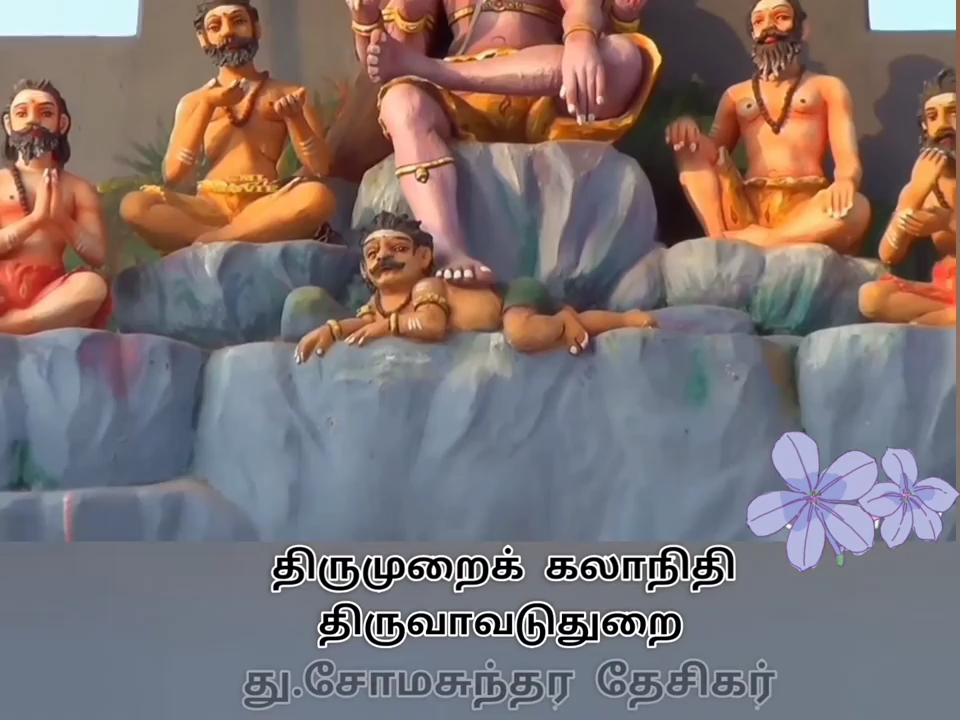 திருமுறைக் கலாநிதி
திருவாவடுதுறை
து.சோமசுந்தர தேசிகர்